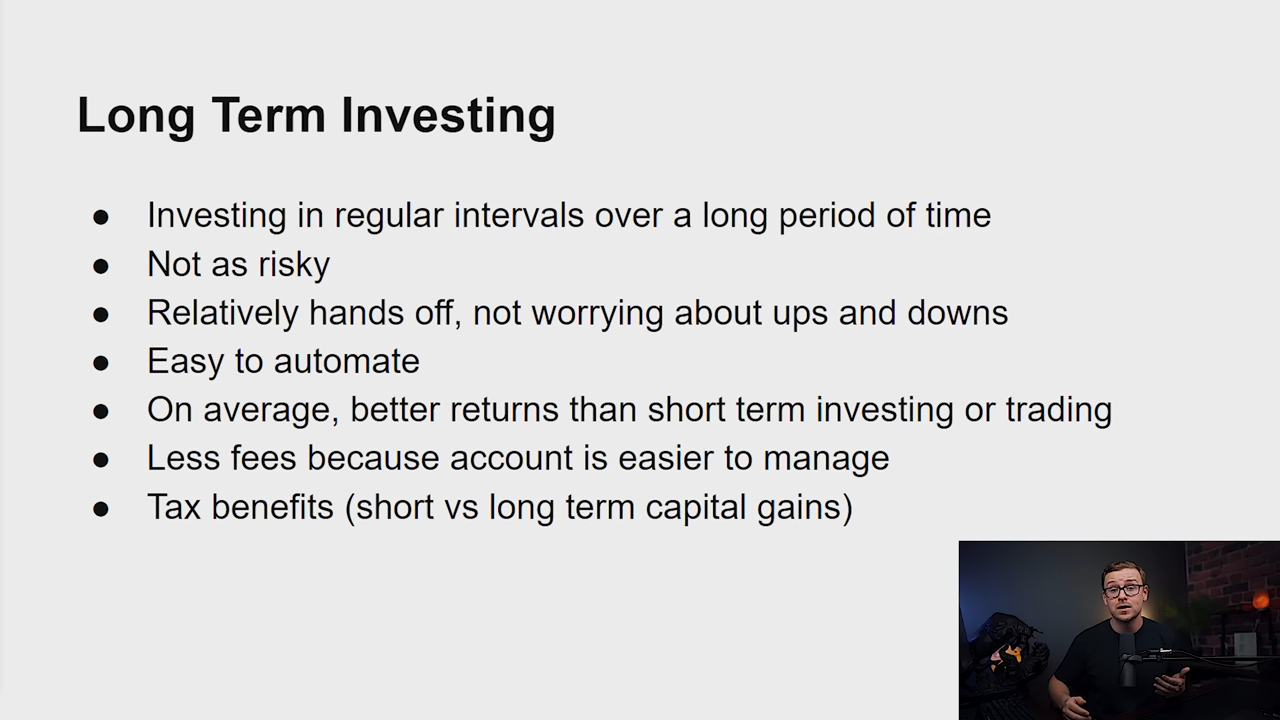 Long Term Investing
● Investing in regular intervals over a long period of time
● Not as risky
● Relatively hands off, not worrying about ups and downs
● Easy to automate
● On average, better returns than short term investing or trading
● Less fees because account is easier to manage
● Tax benefits (short vs long term capital gains)